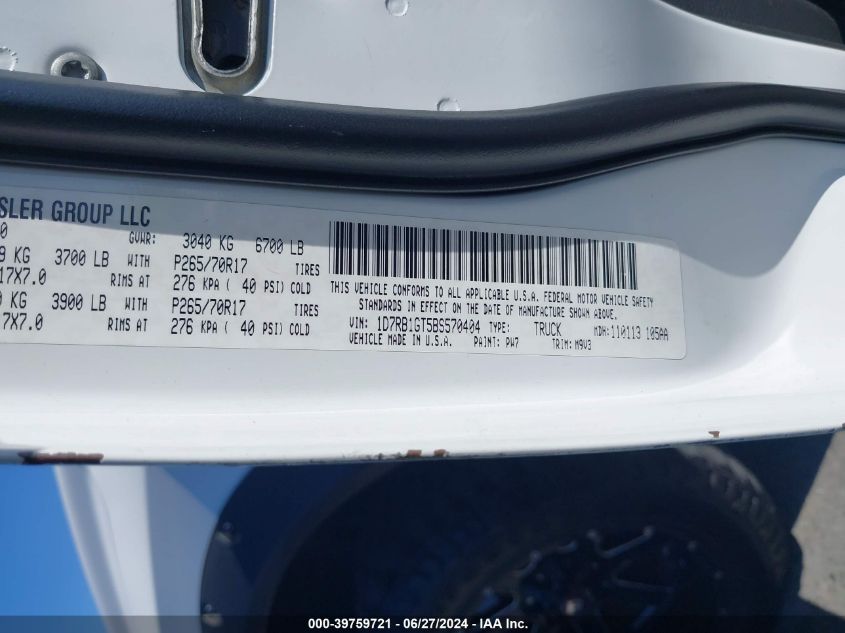 SLER GROUP LLC
0 GVWR: 3040 KG 6700 LB
9 KG 3700 LB WITH P265/70R17 TIRES
17X7.0 RIMS AT 276 KPA ( 40 PSI) COLD
0 KG 3900 LB WITH P265/70R17 TIRES
7X7.0 RIMS AT 276 KPA ( 40 PSI) COLD
THIS VEHICLE CONFORMS TO ALL APPLICABLE U.S.A. FEDERAL MOTOR VEHICLE SAFETY
STANDARDS IN EFFECT ON THE DATE OF MANUFACTURE SHOWN ABOVE.
VIN: 1D7RB1GT5BS570404 TYPE: TRUCK MDH: 110113 105AA
VEHICLE MADE IN U.S.A. PAINT: PW7 TRIM: M9V3
000-39759721 - 06/27/2024 - IAA Inc.